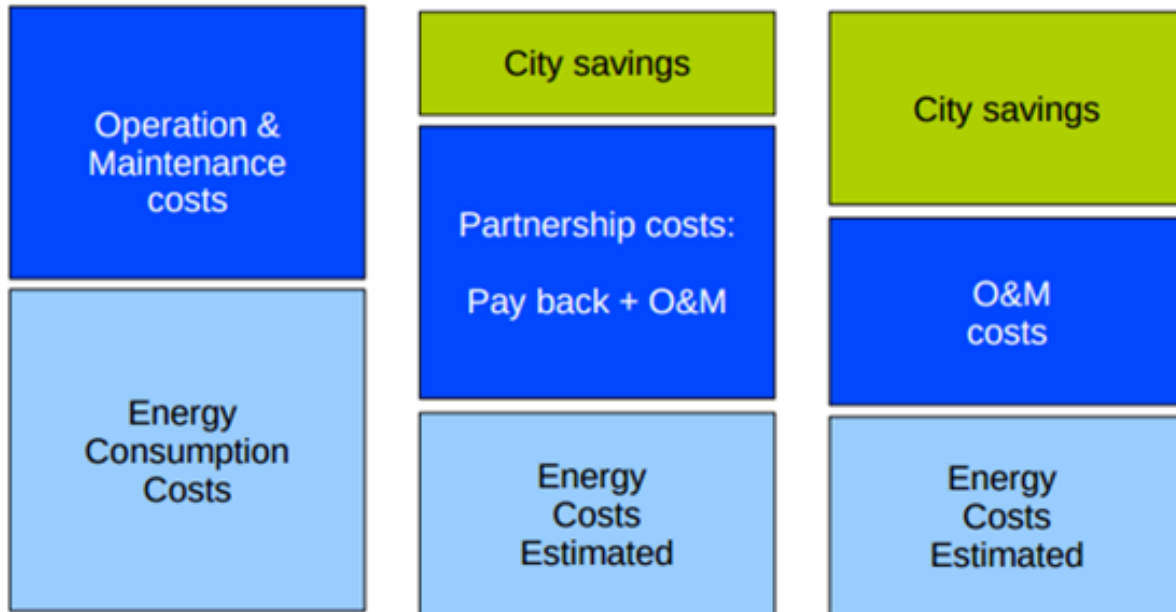 Operation &
Maintenance
costs
Energy
Consumption
Costs
City savings
Partnership costs:
Pay back + O&M
Energy
Costs
Estimated
City savings
O&M
costs
Energy
Costs
Estimated